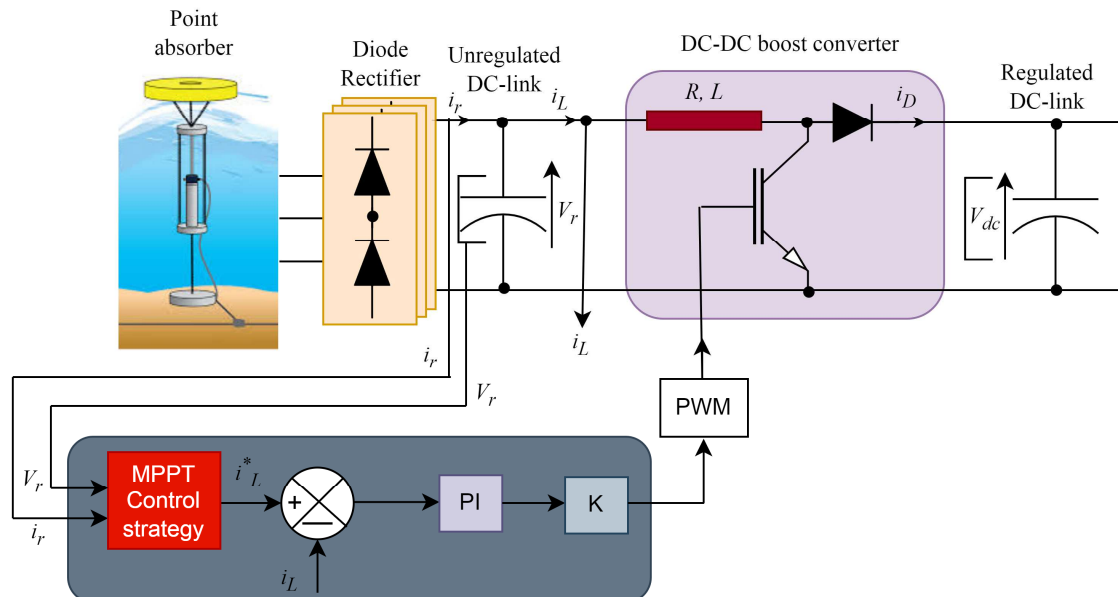 Point
absorber
Diode
Rectifier
Unregulated
DC-link
DC-DC boost converter
Regulated
DC-link
i_r
i_L
R, L
i_D
V_r
V_dc
i_L
i_r
V_r
PWM
V_r
i_r
MPPT
Control
strategy
i^*_L
+
−
PI
K
i_L